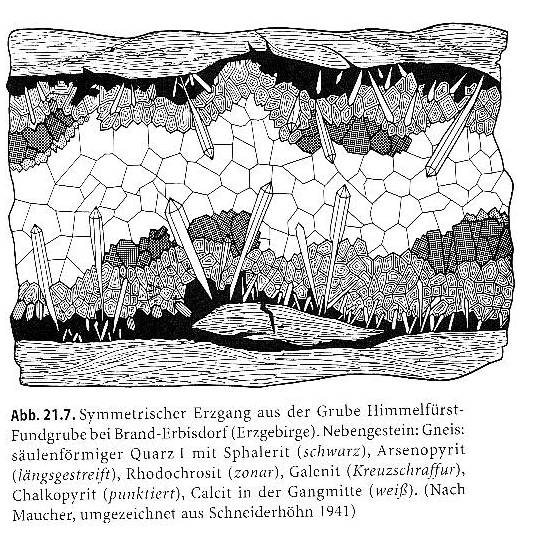 Abb. 21.7. Symmetrischer Erzgang aus der Grube Himmelfürst-
Fundgrube bei Brand-Erbisdorf (Erzgebirge). Nebengestein: Gneis:
säulenförmiger Quarz I mit Sphalerit (schwarz), Arsenopyrit
(längsgestreift), Rhodochrosit (zonar), Galenit (Kreuzschraffur),
Chalkopyrit (punktiert), Calcit in der Gangmitte (weiß). (Nach
Maucher, umgezeichnet aus Schneiderhöhn 1941)